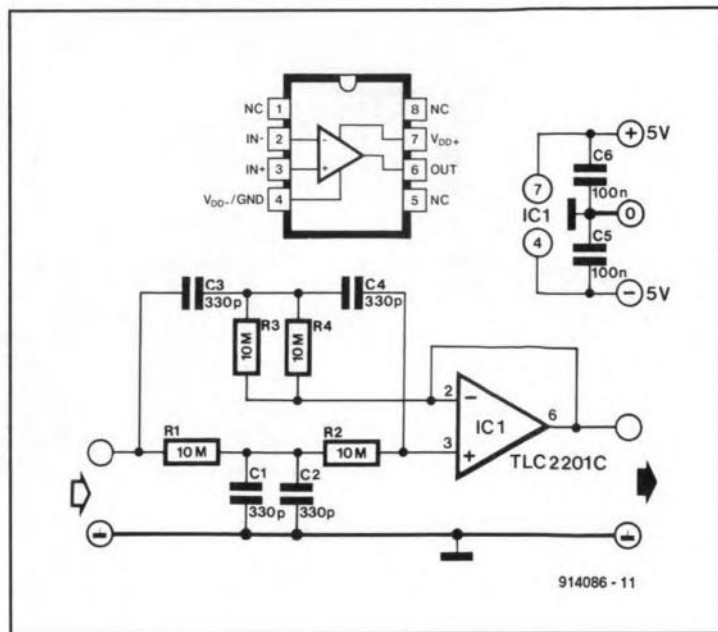 NC 1
8 NC
IN- 2
7 VDD+
IN+ 3
6 OUT
VDD-/GND 4
5 NC
-
+
+ 5V
C6
100n
7
IC1
0
4
C5
100n
- 5V
C3
330p
C4
330p
R3
10M
R4
10M
R1
10M
R2
10M
C1
330p
C2
330p
2 -
IC1
6
3 +
TLC2201C
914086 - 11